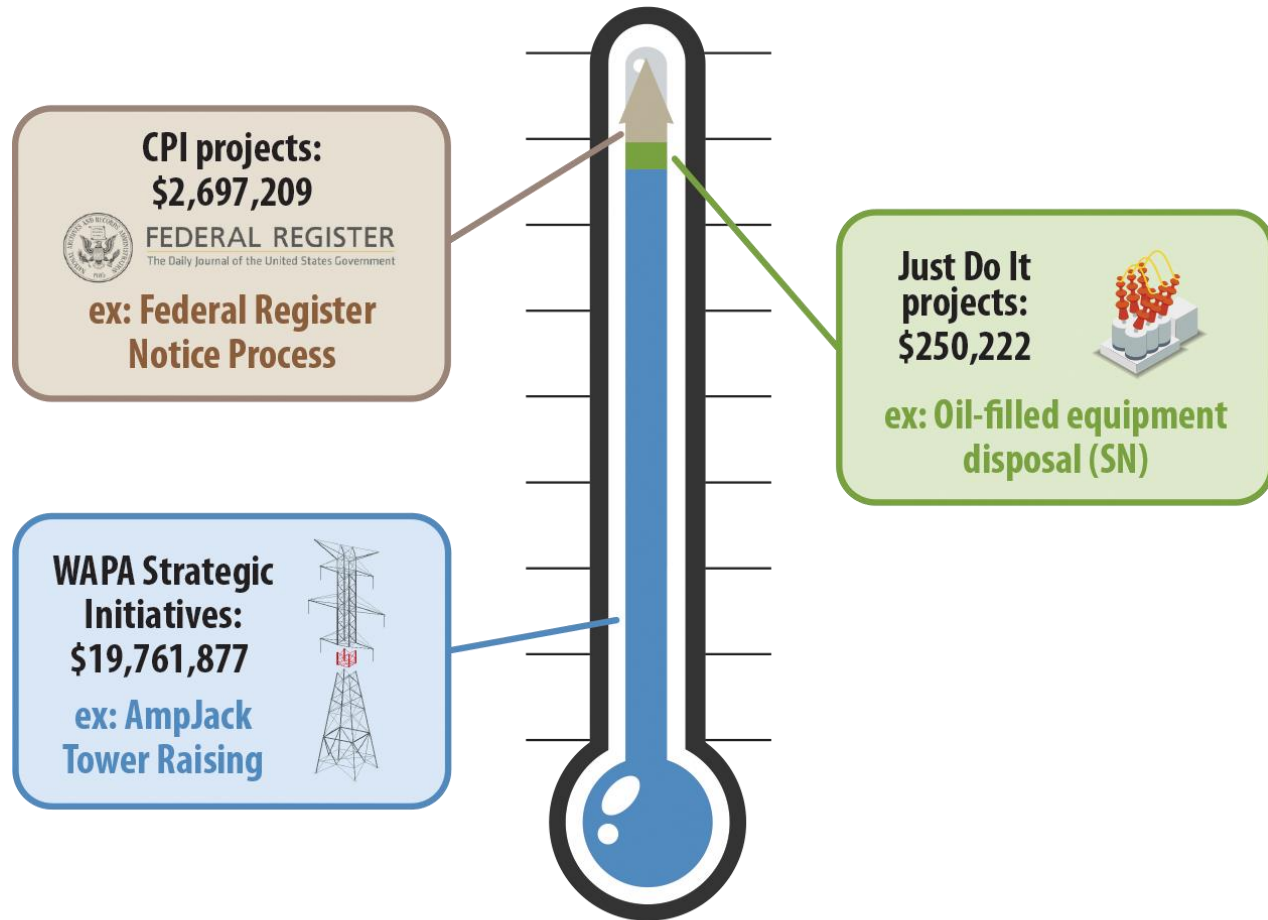 CPI projects:
$2,697,209
FEDERAL REGISTER
The Daily Journal of the United States Government
ex: Federal Register
Notice Process
Just Do It
projects:
$250,222
ex: Oil-filled equipment
disposal (SN)
WAPA Strategic
Initiatives:
$19,761,877
ex: AmpJack
Tower Raising